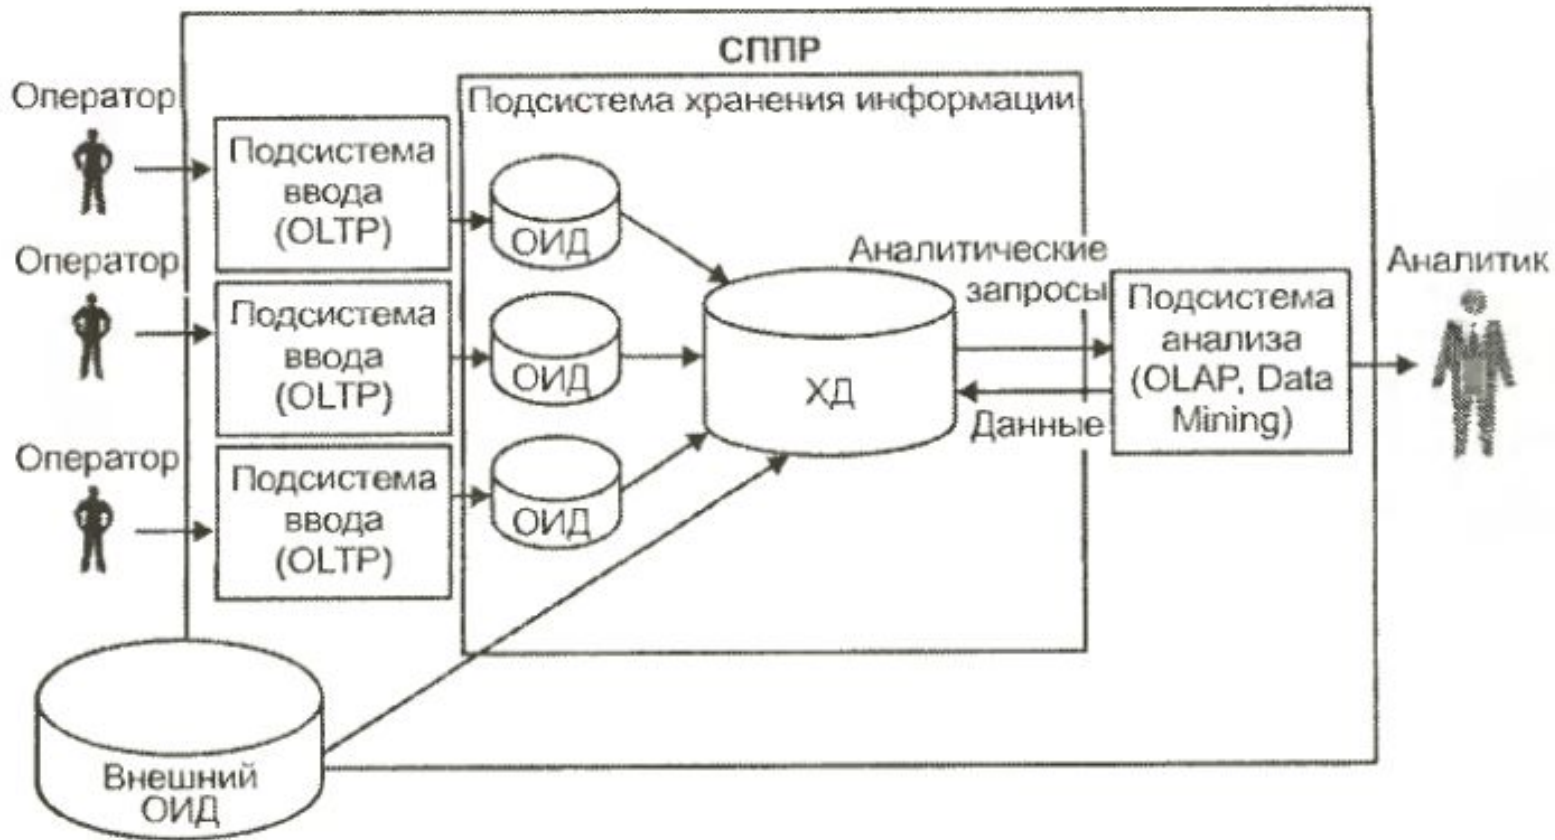 СППР
Подсистема хранения информации
Оператор
Подсистема
ввода
(OLTP)
ОИД
Оператор
Подсистема
ввода
(OLTP)
ОИД
Оператор
Подсистема
ввода
(OLTP)
ОИД
ХД
Аналитические
запросы
Данные
Подсистема
анализа
(OLAP, Data
Mining)
Аналитик
Внешний
ОИД